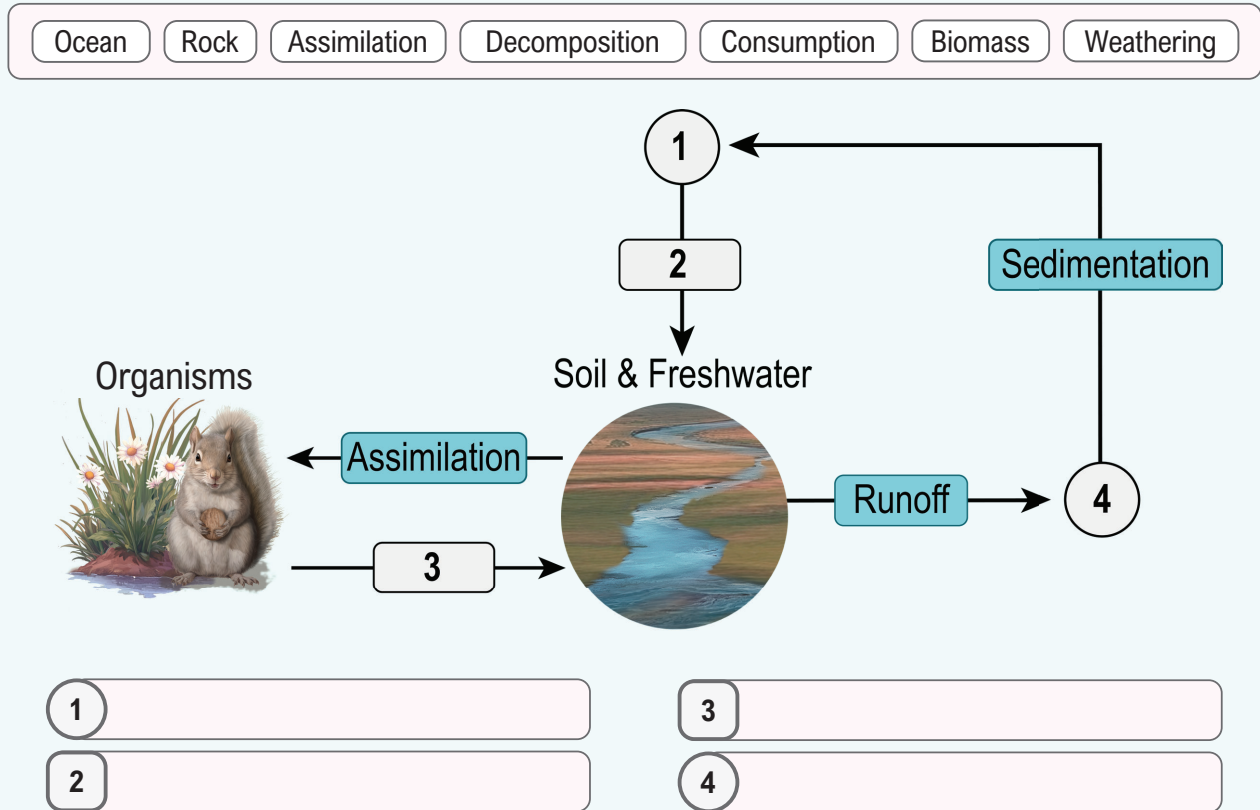 Ocean Rock Assimilation Decomposition Consumption Biomass Weathering
1
2
Sedimentation
Organisms
Soil & Freshwater
Assimilation
Runoff
4
3
1
3
2
4